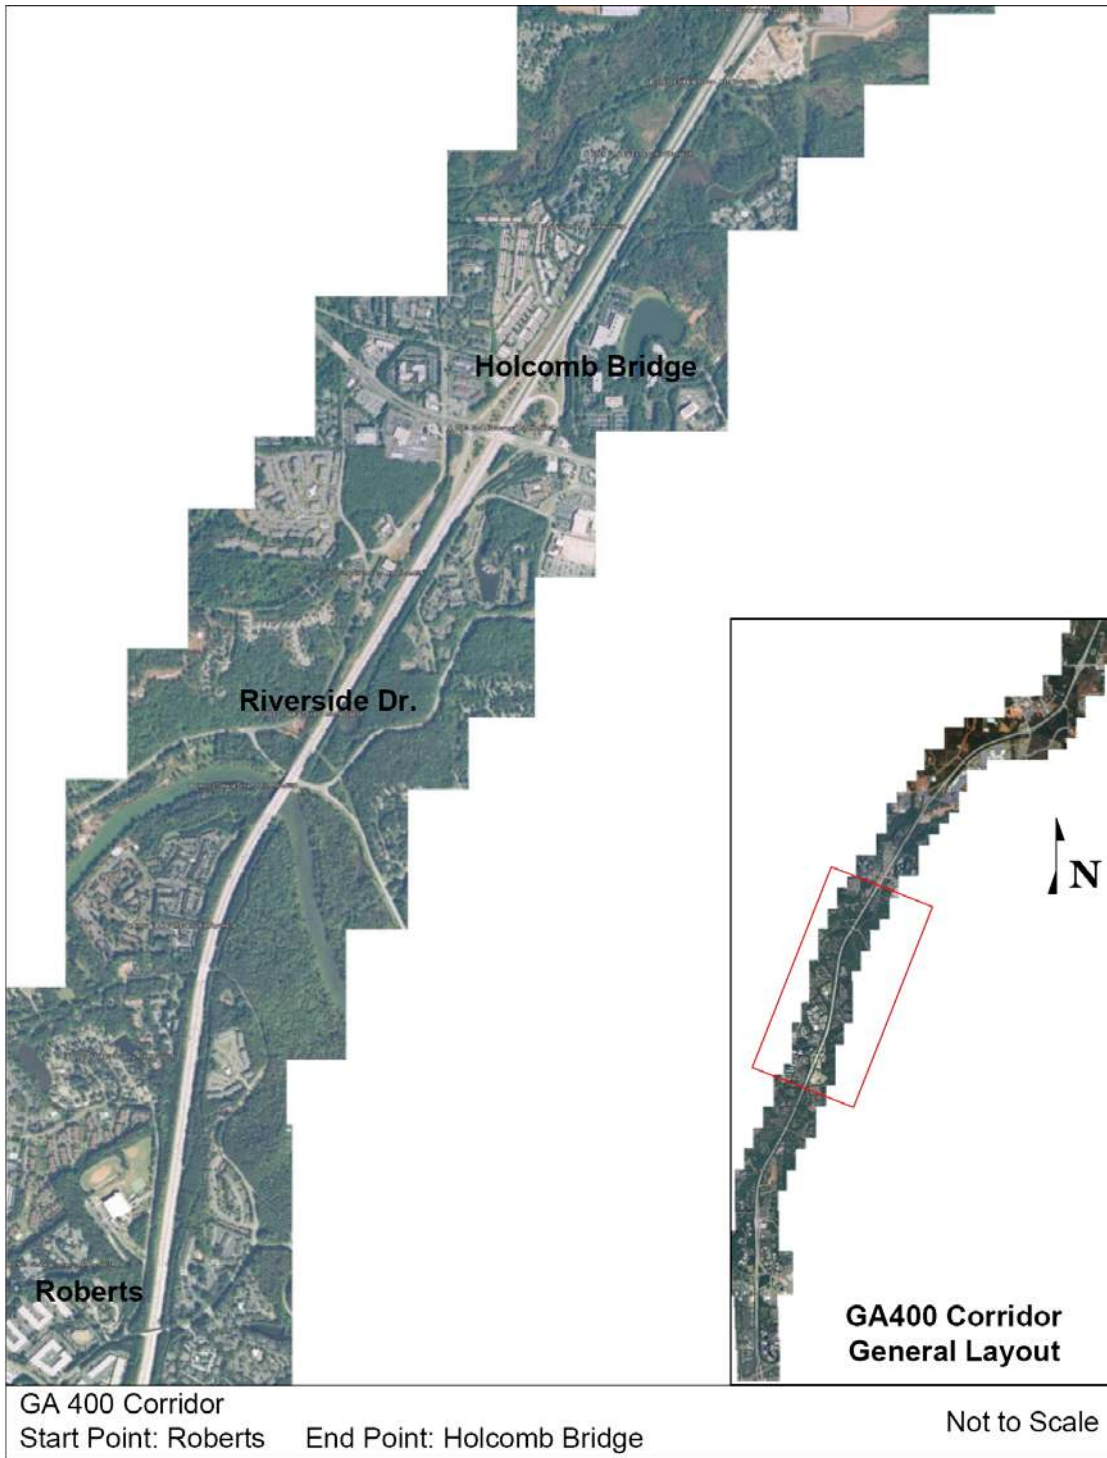 Holcomb Bridge
Riverside Dr.
Roberts
N
GA400 Corridor
General Layout
GA 400 Corridor
Start Point: Roberts End Point: Holcomb Bridge
Not to Scale